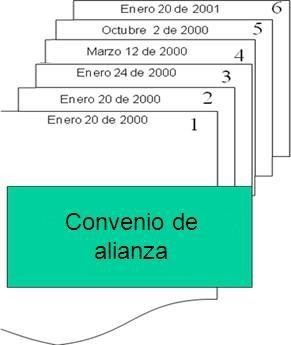 Enero 20 de 2001 6
Octubre 2 de 2000 5
Marzo 12 de 2000 4
Enero 24 de 2000 3
Enero 20 de 2000 2
Enero 20 de 2000 1
Convenio de
alianza